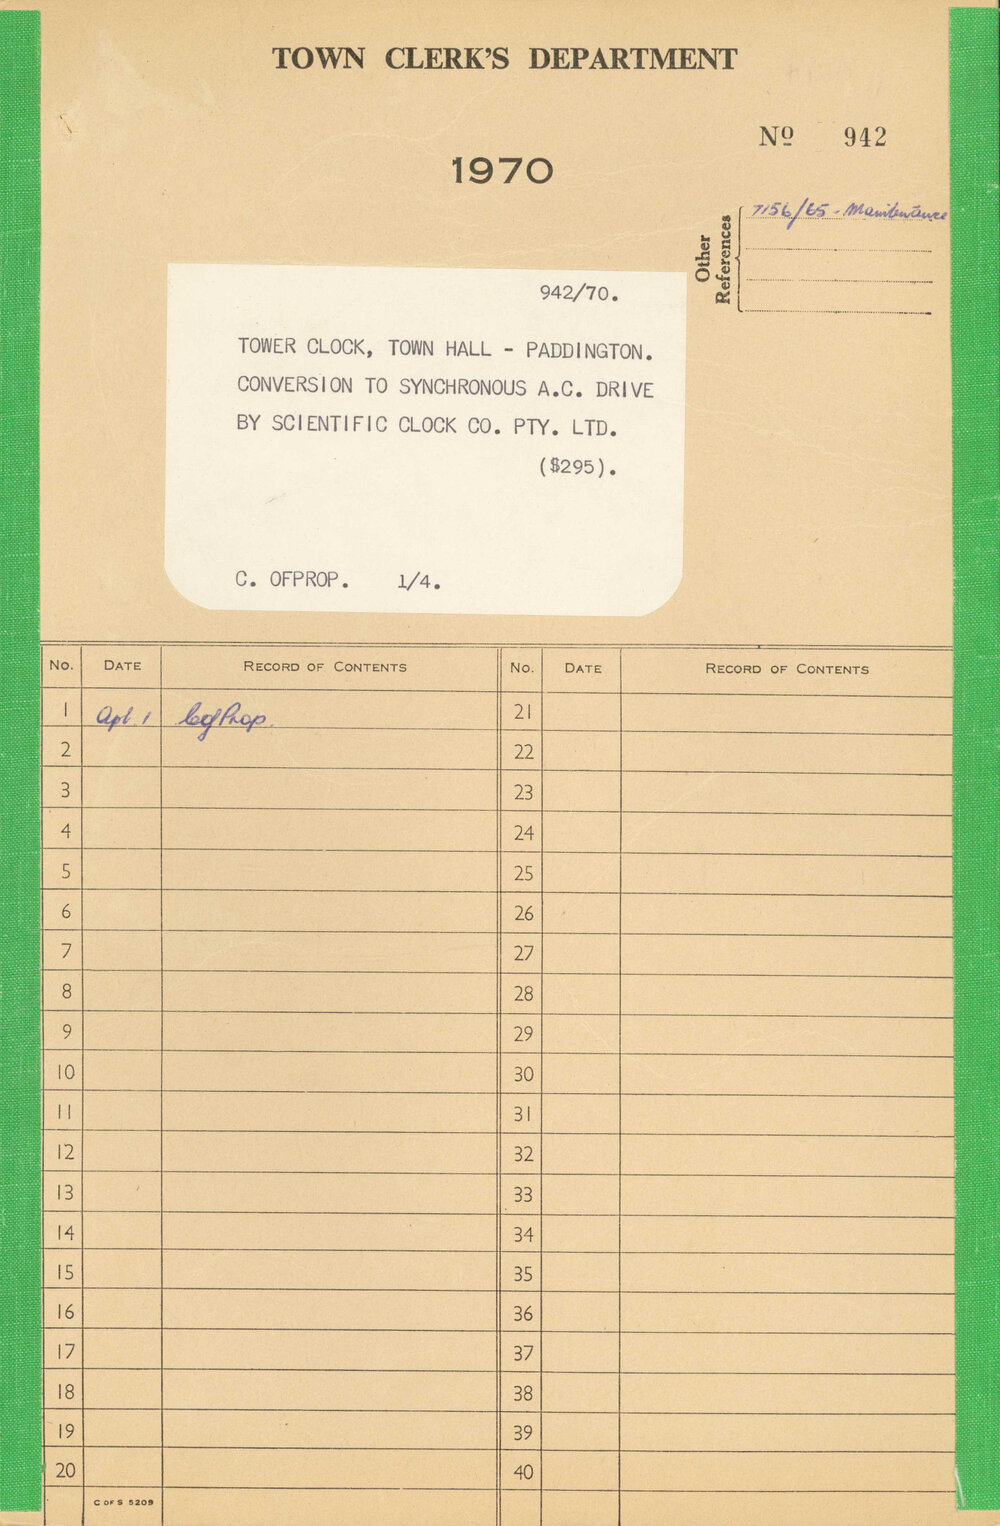 TOWN CLERK'S DEPARTMENT
Nº 942
1970
Other References
7156/65 - Maintenance
942/70.
TOWER CLOCK, TOWN HALL - PADDINGTON.
CONVERSION TO SYNCHRONOUS A.C. DRIVE
BY SCIENTIFIC CLOCK CO. PTY. LTD.
($295).
C. OFPROP. 1/4.
No. DATE RECORD OF CONTENTS No. DATE RECORD OF CONTENTS
1 Apl. 1 CofProp. 21
2 22
3 23
4 24
5 25
6 26
7 27
8 28
9 29
10 30
11 31
12 32
13 33
14 34
15 35
16 36
17 37
18 38
19 39
20 40
C OF S 5209